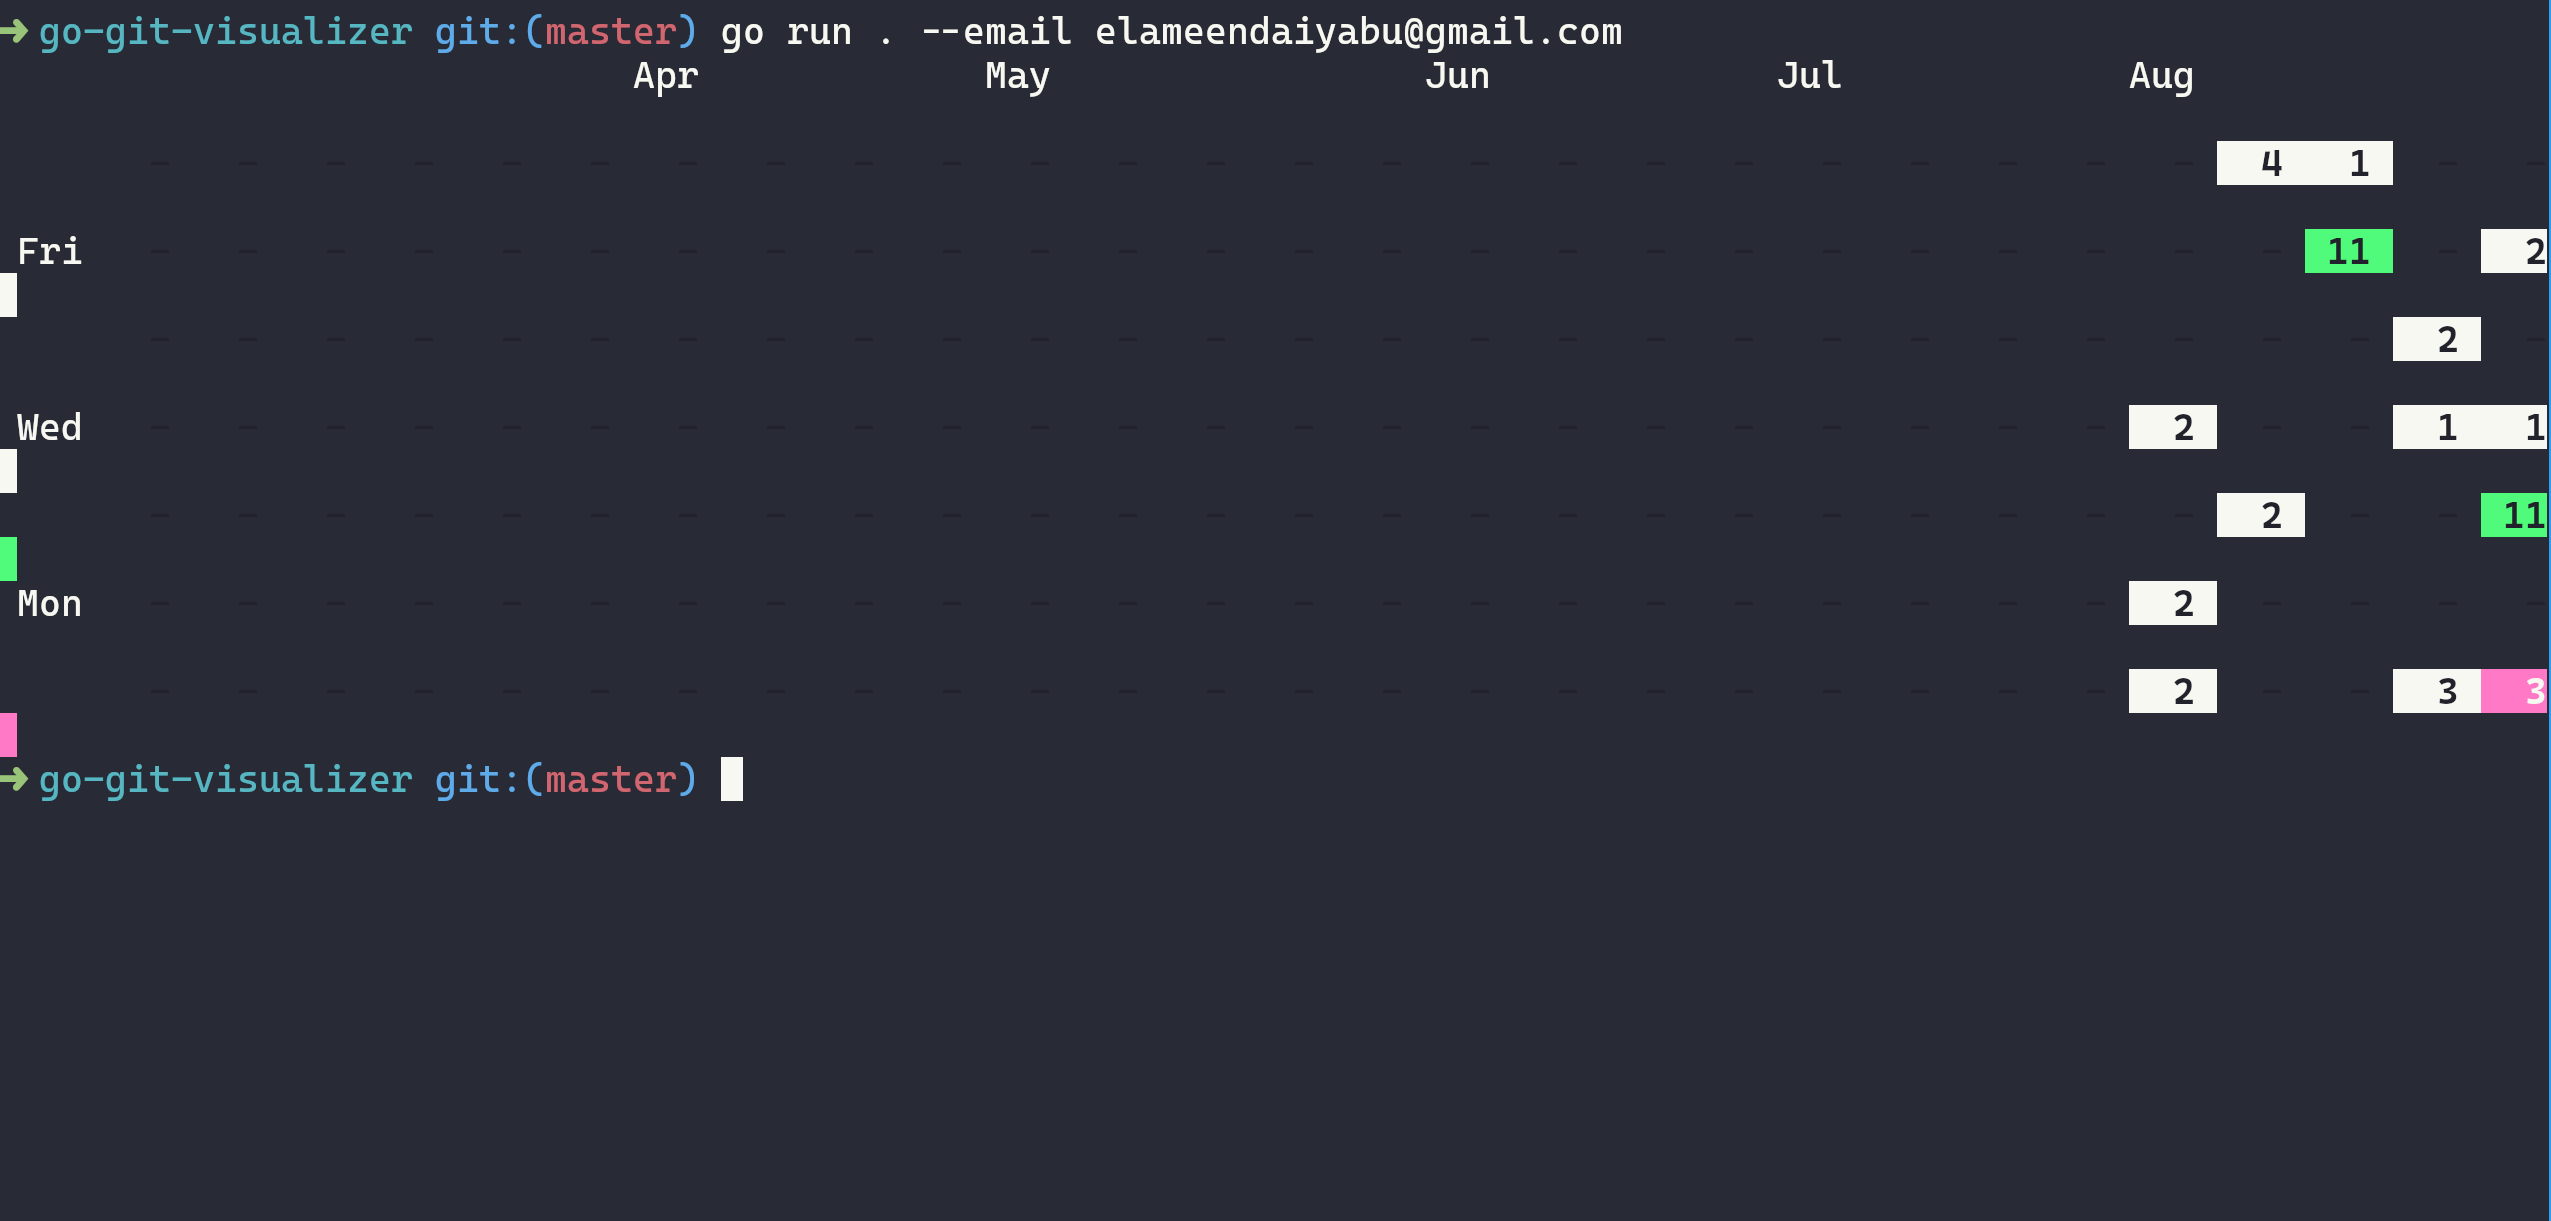 ➜ go-git-visualizer git:(master) go run . --email elameendaiyabu@gmail.com
Apr May Jun Jul Aug
- - - - - - - - - - - - - - - - - - - - - - - - 4 1 - -
Fri - - - - - - - - - - - - - - - - - - - - - - - - - 11 - 2
- - - - - - - - - - - - - - - - - - - - - - - - - - 2 -
Wed - - - - - - - - - - - - - - - - - - - - - - - 2 - - 1 1
- - - - - - - - - - - - - - - - - - - - - - - - 2 - - 11
Mon - - - - - - - - - - - - - - - - - - - - - - - 2 - - - -
- - - - - - - - - - - - - - - - - - - - - - - 2 - - 3 3
➜ go-git-visualizer git:(master)